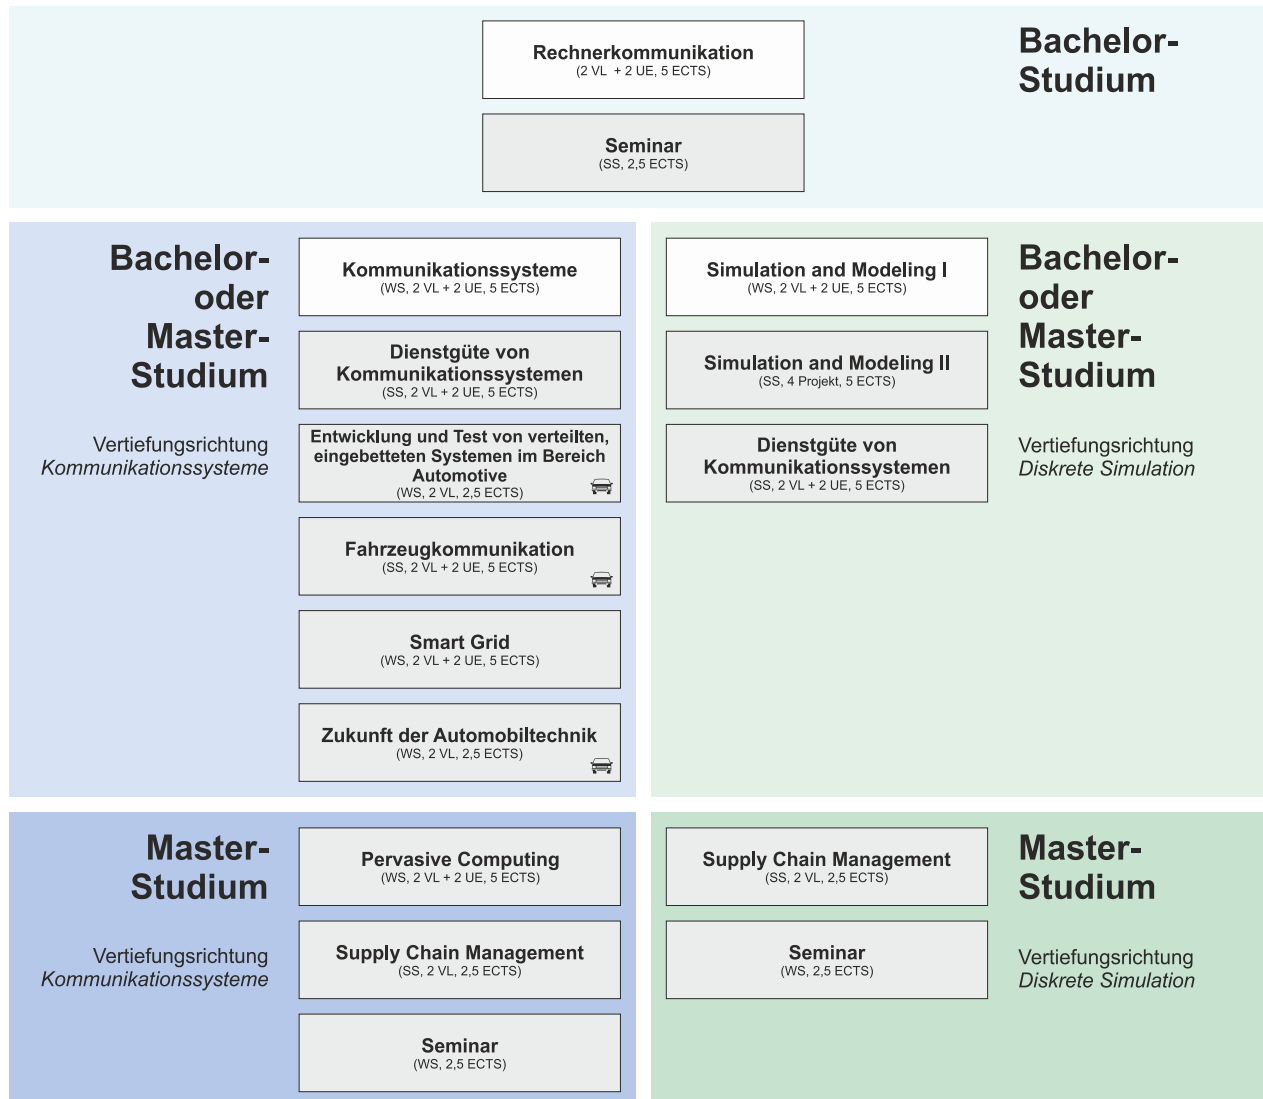 Rechnerkommunikation
(2 VL + 2 UE, 5 ECTS)
Seminar
(SS, 2,5 ECTS)
Bachelor-
Studium
Bachelor-
oder
Master-
Studium
Vertiefungsrichtung
Kommunikationssysteme
Kommunikationssysteme
(WS, 2 VL + 2 UE, 5 ECTS)
Dienstgüte von
Kommunikationssystemen
(SS, 2 VL + 2 UE, 5 ECTS)
Entwicklung und Test von verteilten,
eingebetteten Systemen im Bereich
Automotive
(WS, 2 VL, 2,5 ECTS)
Fahrzeugkommunikation
(SS, 2 VL + 2 UE, 5 ECTS)
Smart Grid
(WS, 2 VL + 2 UE, 5 ECTS)
Zukunft der Automobiltechnik
(WS, 2 VL, 2,5 ECTS)
Simulation and Modeling I
(WS, 2 VL + 2 UE, 5 ECTS)
Simulation and Modeling II
(SS, 4 Projekt, 5 ECTS)
Dienstgüte von
Kommunikationssystemen
(SS, 2 VL + 2 UE, 5 ECTS)
Bachelor-
oder
Master-
Studium
Vertiefungsrichtung
Diskrete Simulation
Master-
Studium
Vertiefungsrichtung
Kommunikationssysteme
Pervasive Computing
(WS, 2 VL + 2 UE, 5 ECTS)
Supply Chain Management
(SS, 2 VL, 2,5 ECTS)
Seminar
(WS, 2,5 ECTS)
Supply Chain Management
(SS, 2 VL, 2,5 ECTS)
Seminar
(WS, 2,5 ECTS)
Master-
Studium
Vertiefungsrichtung
Diskrete Simulation